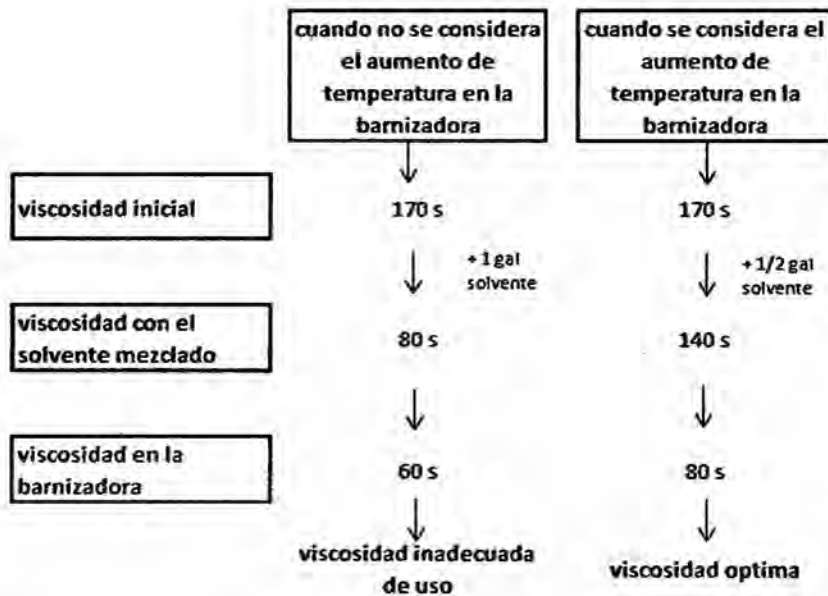 cuando no se considera
el aumento de
temperatura en la
barnizadora
cuando se considera el
aumento de
temperatura en la
barnizadora
viscosidad inicial
170 s
170 s
+ 1 gal
solvente
+ 1/2 gal
solvente
viscosidad con el
solvente mezclado
80 s
140 s
viscosidad en la
barnizadora
60 s
80 s
viscosidad inadecuada
de uso
viscosidad optima